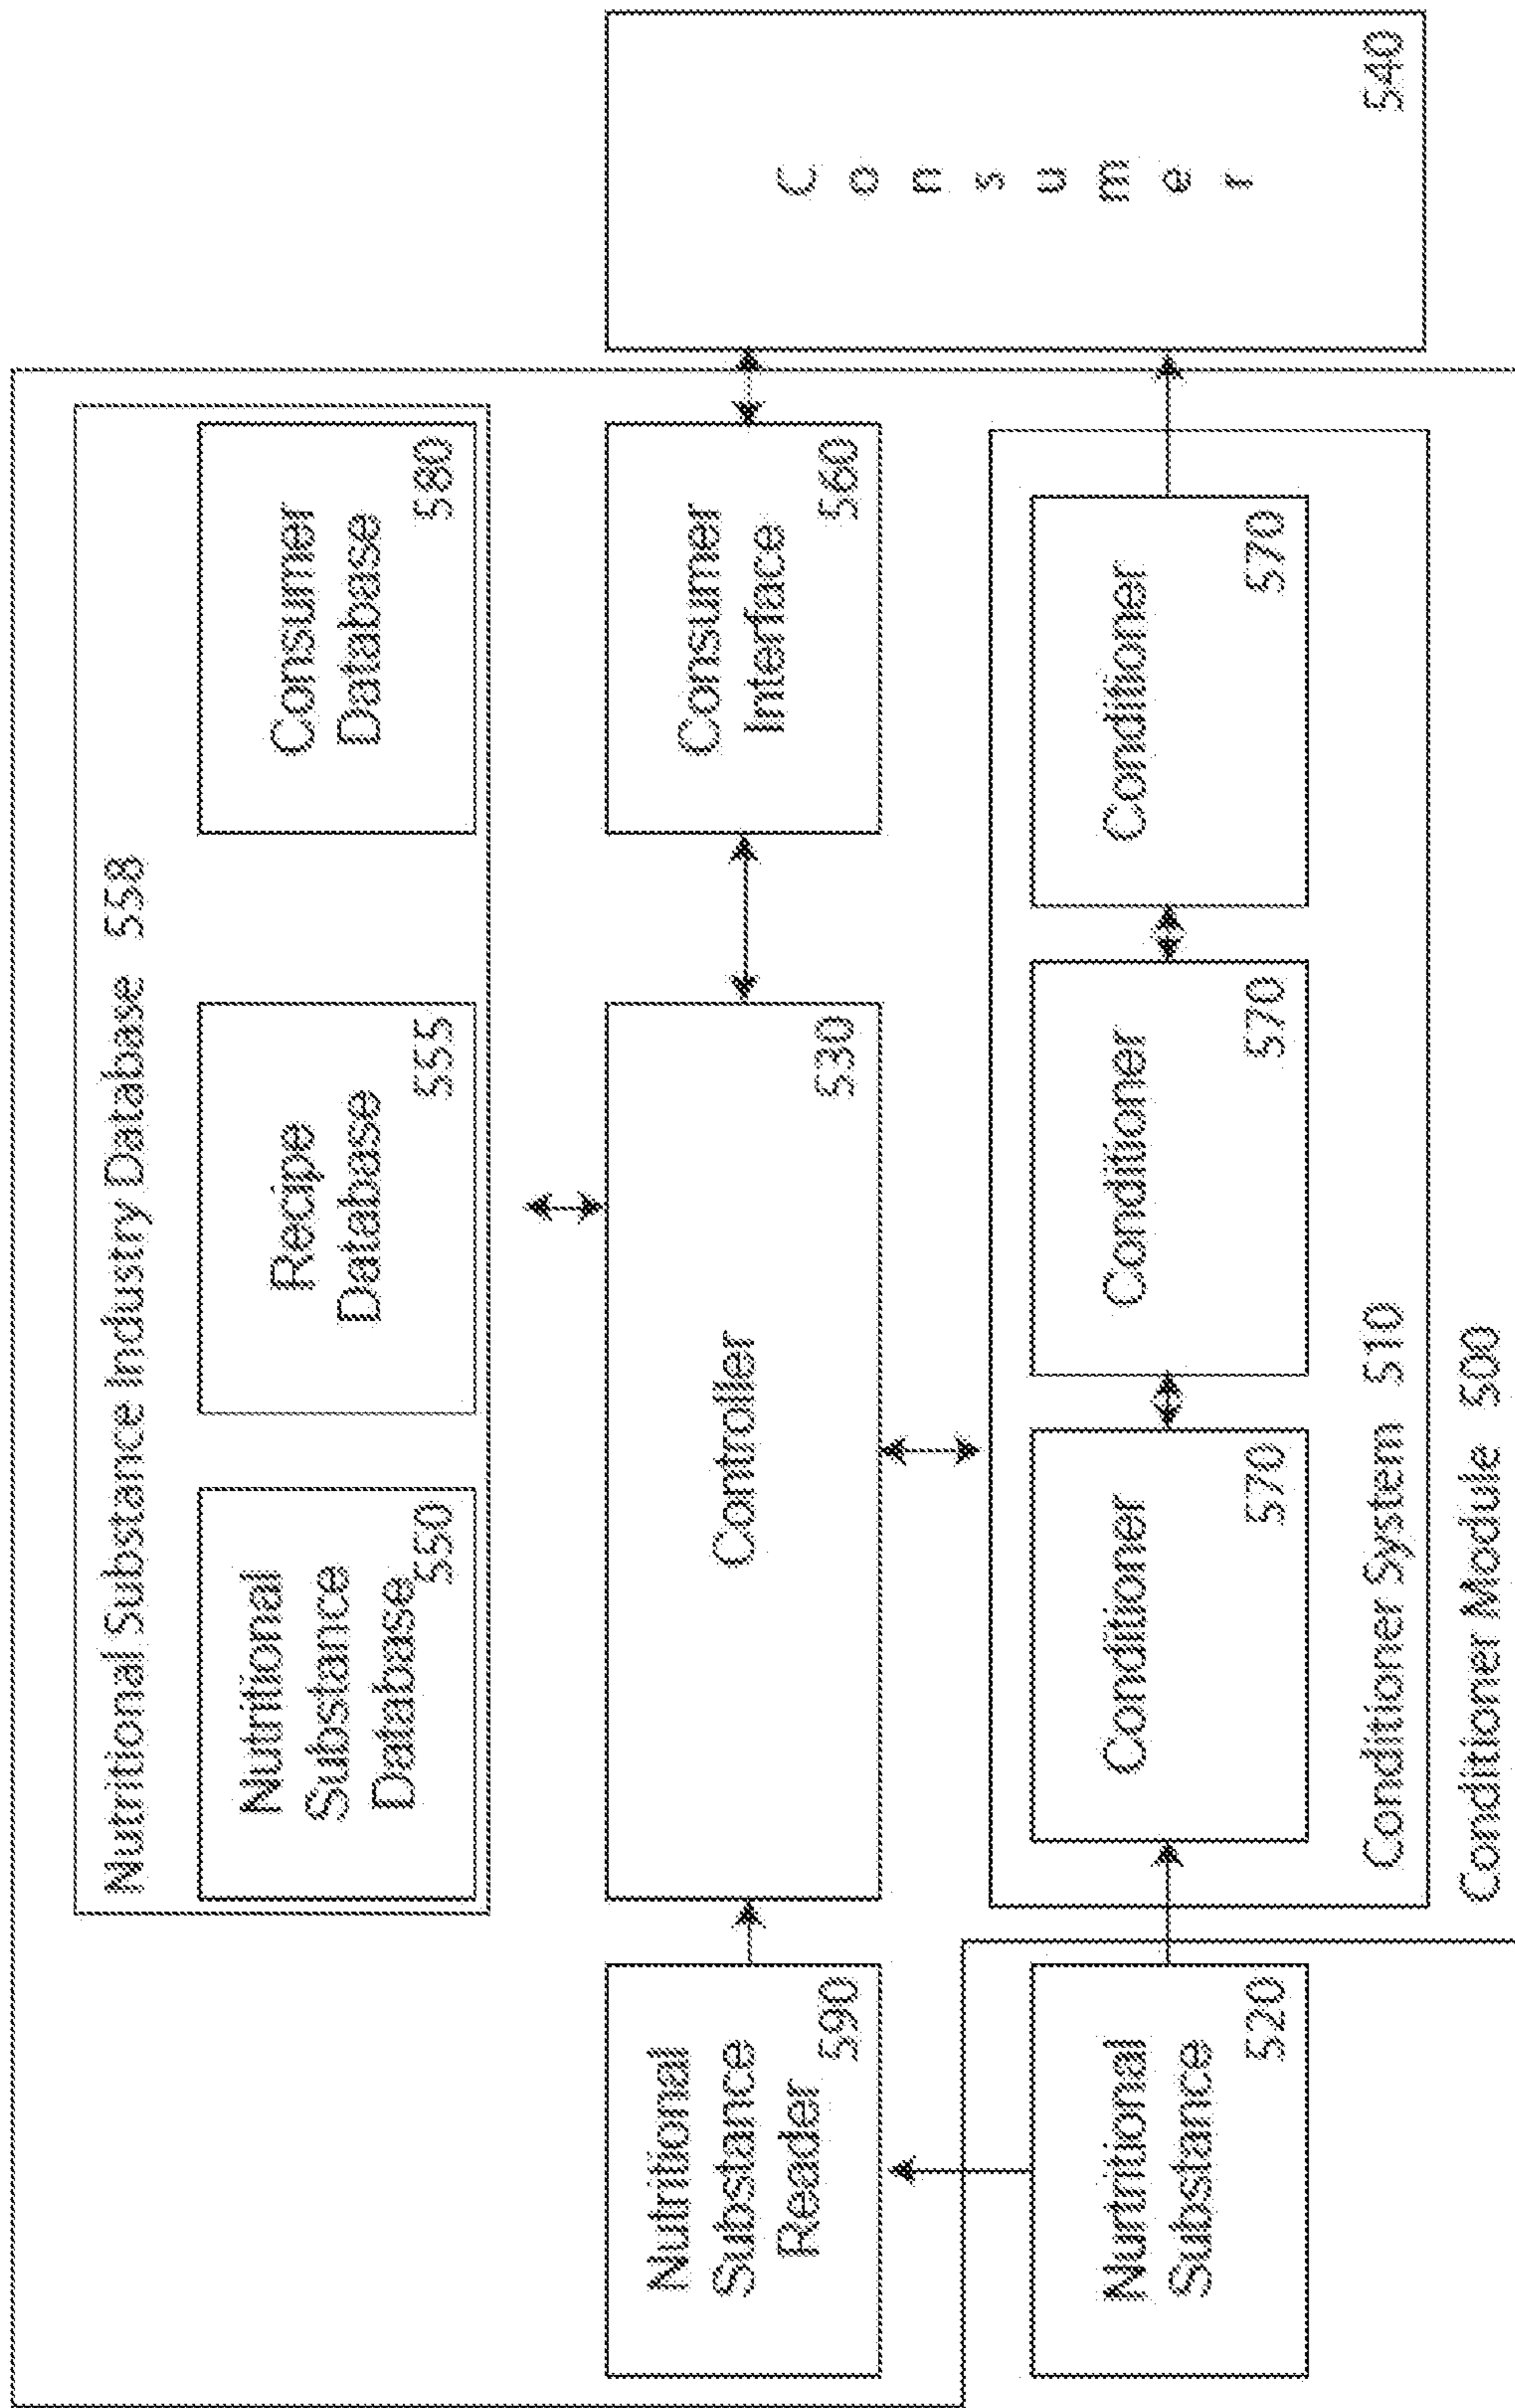 Nutritional Substance Industry Database 558
Nutritional
Substance
Database
550
Recipe
Database
555
Consumer
Database
580
Nutritional
Substance
Reader
590
Controller
530
Consumer
Interface
560
Consumer
540
Nurtritional
Substance
520
Conditioner
570
Conditioner
570
Conditioner
570
Conditioner System 510
Conditioner Module 500